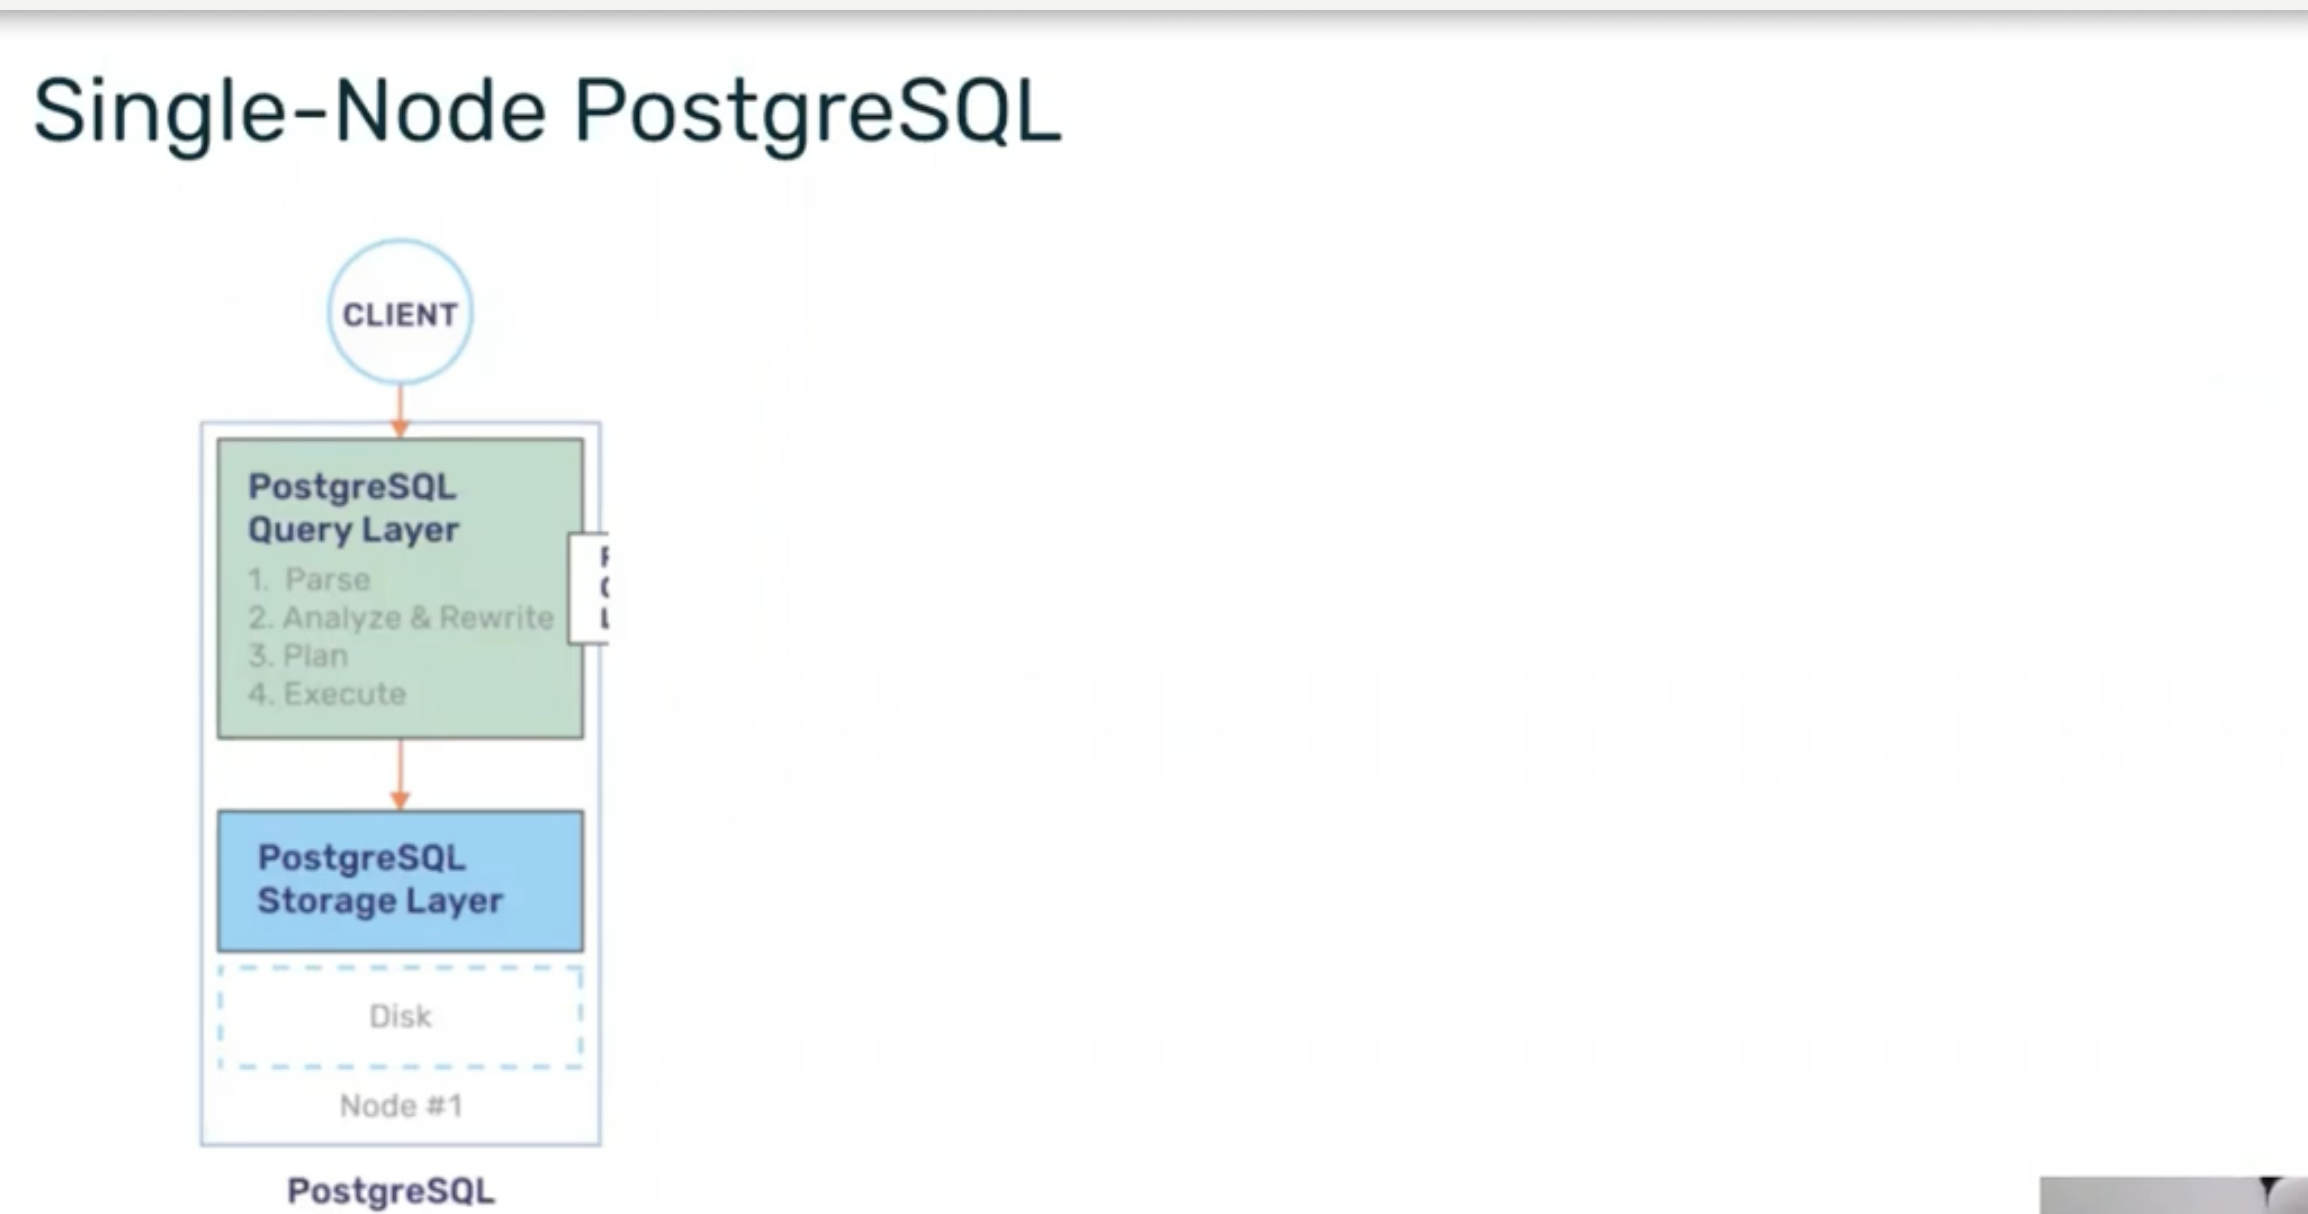 Single-Node PostgreSQL
CLIENT
PostgreSQL
Query Layer
1. Parse
2. Analyze & Rewrite
3. Plan
4. Execute
PostgreSQL
Storage Layer
Disk
Node #1
PostgreSQL